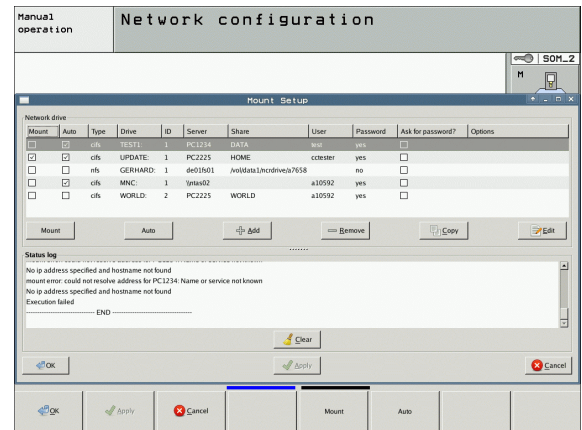 Manual operation
Network configuration
SOM_2
M
Mount Setup
Network drive
Mount Auto Type Drive ID Server Share User Password Ask for password? Options
cifs TEST1: 1 PC1234 DATA test yes
cifs UPDATE: 1 PC2225 HOME cctester yes
nfs GERHARD: 1 de01fs01 /vol/data1/ncrdrive/a7658 no
cifs MNC: 1 \\ntas02 a10592 yes
cifs WORLD: 2 PC2225 WORLD a10592 yes
Mount Auto Add Remove Copy Edit
Status log
No ip address specified and hostname not found
mount error: could not resolve address for PC1234: Name or service not known
No ip address specified and hostname not found
Execution failed
------------------------------ END -----------------------------------
Clear
OK Apply Cancel
OK Apply Cancel Mount Auto